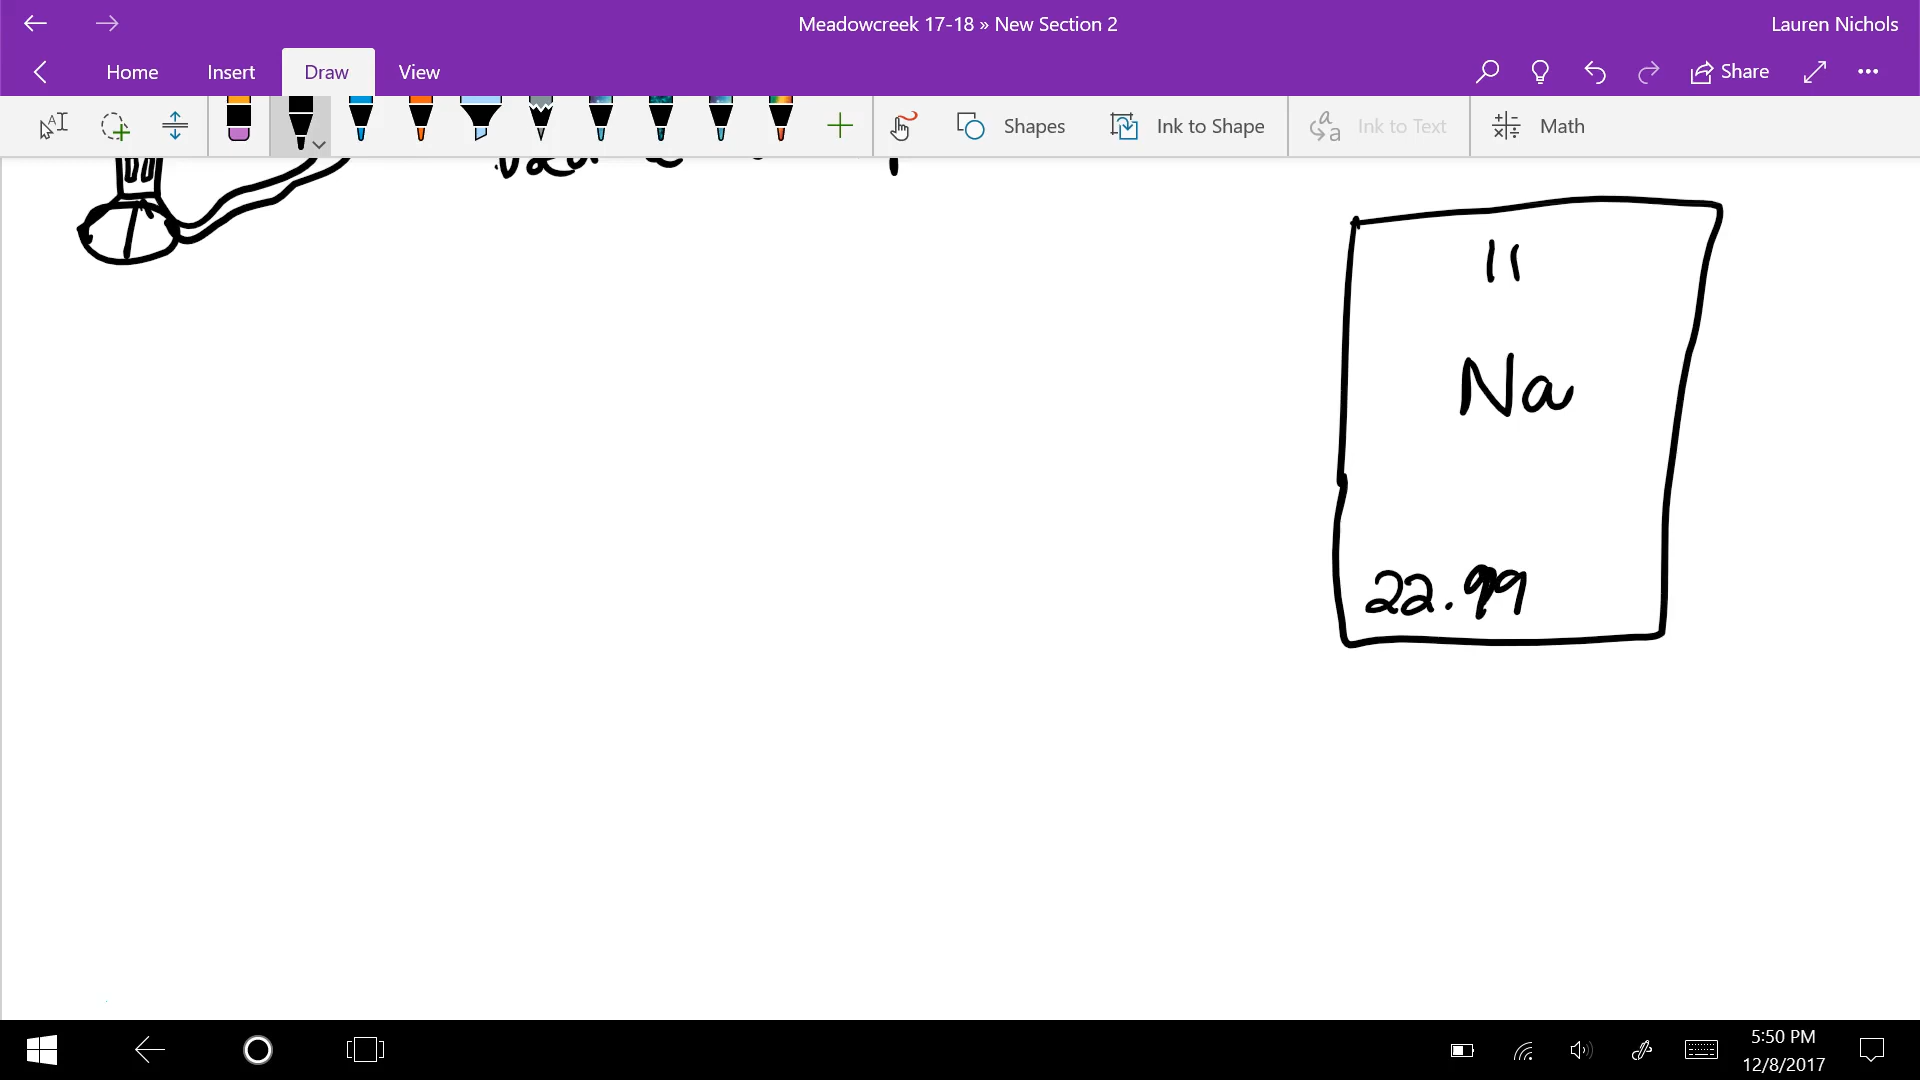 Meadowcreek 17-18 » New Section 2
Lauren Nichols
Home Insert Draw View
Share
Shapes Ink to Shape Ink to Text Math
11
Na
22.99
5:50 PM
12/8/2017